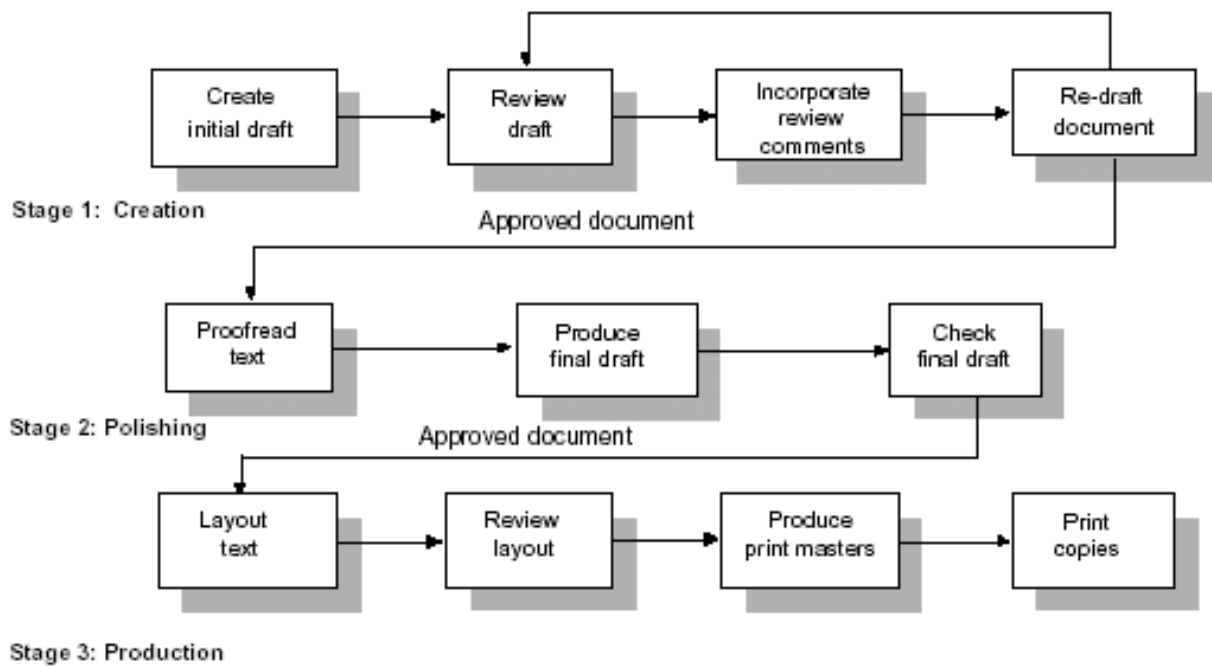 Create
initial draft
Review
draft
Incorporate
review
comments
Re-draft
document
Stage 1: Creation
Approved document
Proofread
text
Produce
final draft
Check
final draft
Stage 2: Polishing
Approved document
Layout
text
Review
layout
Produce
print masters
Print
copies
Stage 3: Production